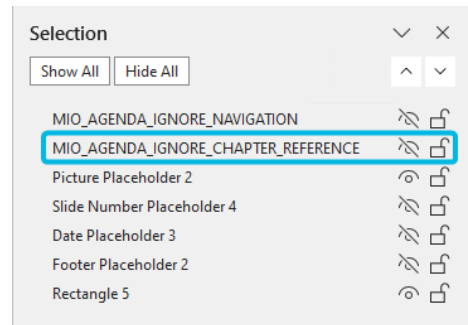 Selection
Show All Hide All
MIO_AGENDA_IGNORE_NAVIGATION
MIO_AGENDA_IGNORE_CHAPTER_REFERENCE
Picture Placeholder 2
Slide Number Placeholder 4
Date Placeholder 3
Footer Placeholder 2
Rectangle 5